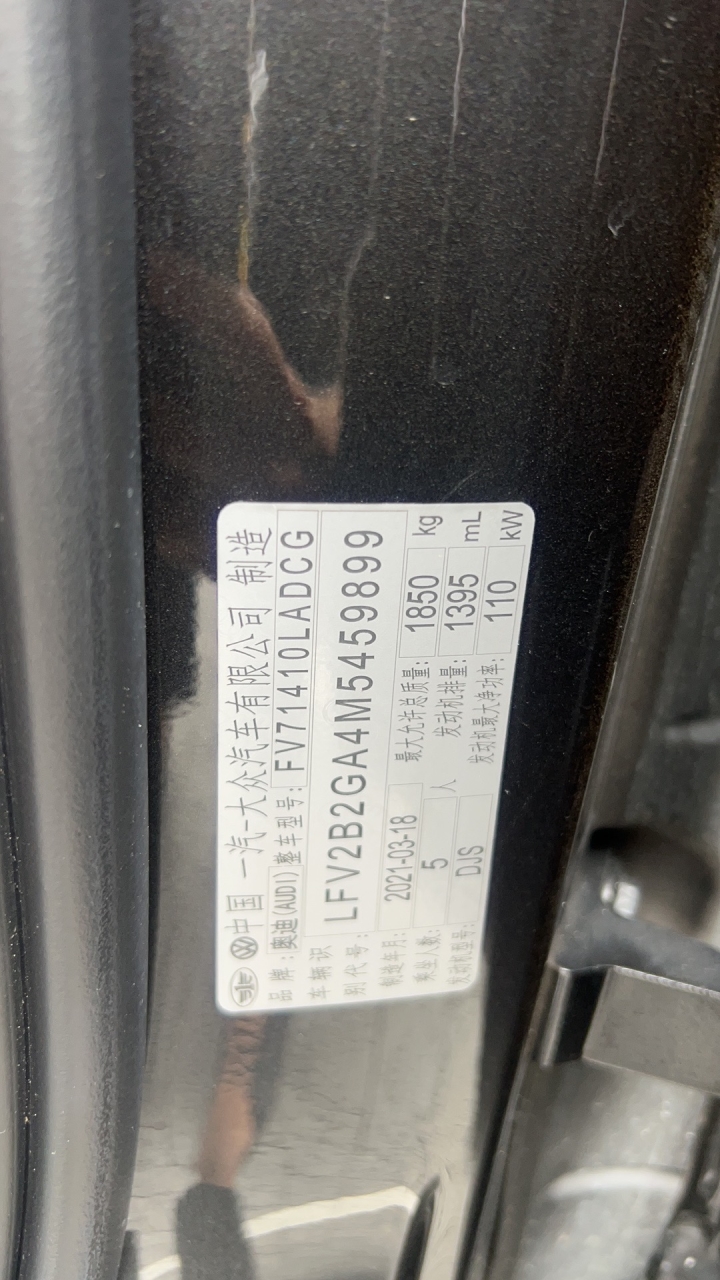 中国 一汽-大众汽车有限公司 制造
品牌：奥迪(AUDI) 整车型号：FV71410LADCG
车辆识别代号：LFV2B2GA4M5459899
制造年月：2021-03-18 最大允许总质量：1850 kg
乘坐人数：5 人 发动机排量：1395 mL
发动机型号：DJS 发动机最大净功率：110 kW